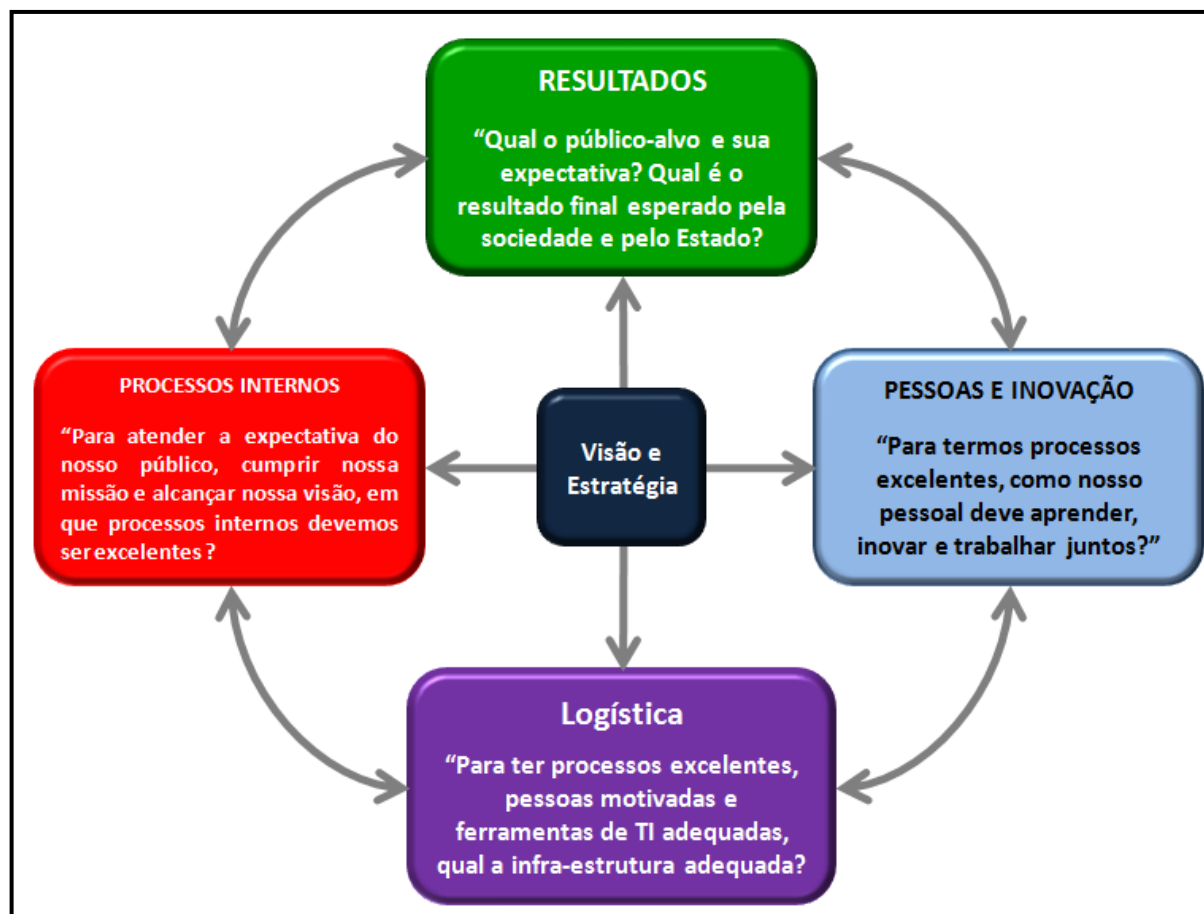 RESULTADOS
“Qual o público-alvo e sua
expectativa? Qual é o
resultado final esperado pela
sociedade e pelo Estado?
PROCESSOS INTERNOS
“Para atender a expectativa do
nosso público, cumprir nossa
missão e alcançar nossa visão, em
que processos internos devemos
ser excelentes ?
Visão e
Estratégia
PESSOAS E INOVAÇÃO
“Para termos processos
excelentes, como nosso
pessoal deve aprender,
inovar e trabalhar juntos?”
Logística
“Para ter processos excelentes,
pessoas motivadas e
ferramentas de TI adequadas,
qual a infra-estrutura adequada?